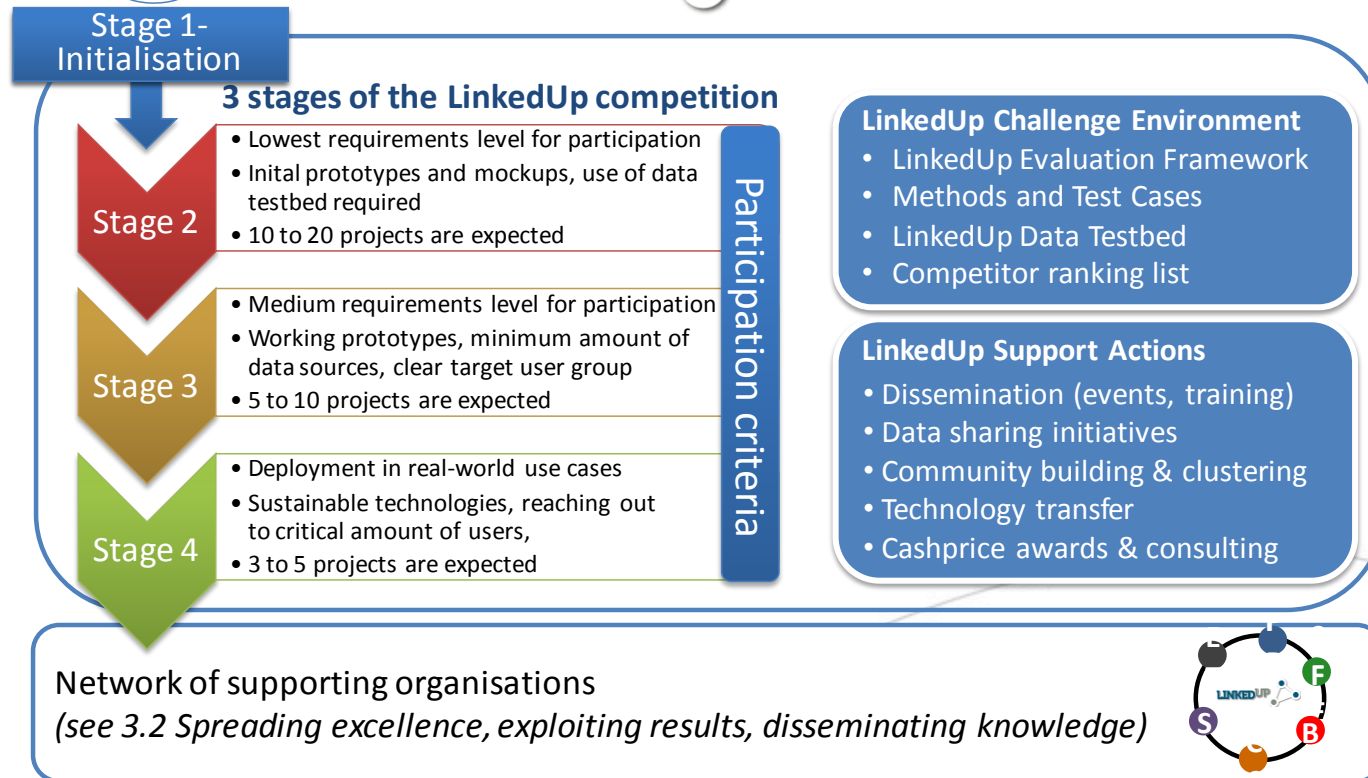 Stage 1-
Initialisation
3 stages of the LinkedUp competition
Stage 2
• Lowest requirements level for participation
• Inital prototypes and mockups, use of data
testbed required
• 10 to 20 projects are expected
Stage 3
• Medium requirements level for participation
• Working prototypes, minimum amount of
data sources, clear target user group
• 5 to 10 projects are expected
Stage 4
• Deployment in real-world use cases
• Sustainable technologies, reaching out
to critical amount of users,
• 3 to 5 projects are expected
Participation criteria
LinkedUp Challenge Environment
• LinkedUp Evaluation Framework
• Methods and Test Cases
• LinkedUp Data Testbed
• Competitor ranking list
LinkedUp Support Actions
• Dissemination (events, training)
• Data sharing initiatives
• Community building & clustering
• Technology transfer
• Cashprice awards & consulting
Network of supporting organisations
(see 3.2 Spreading excellence, exploiting results, disseminating knowledge)
F
LINKEDUP
S
B